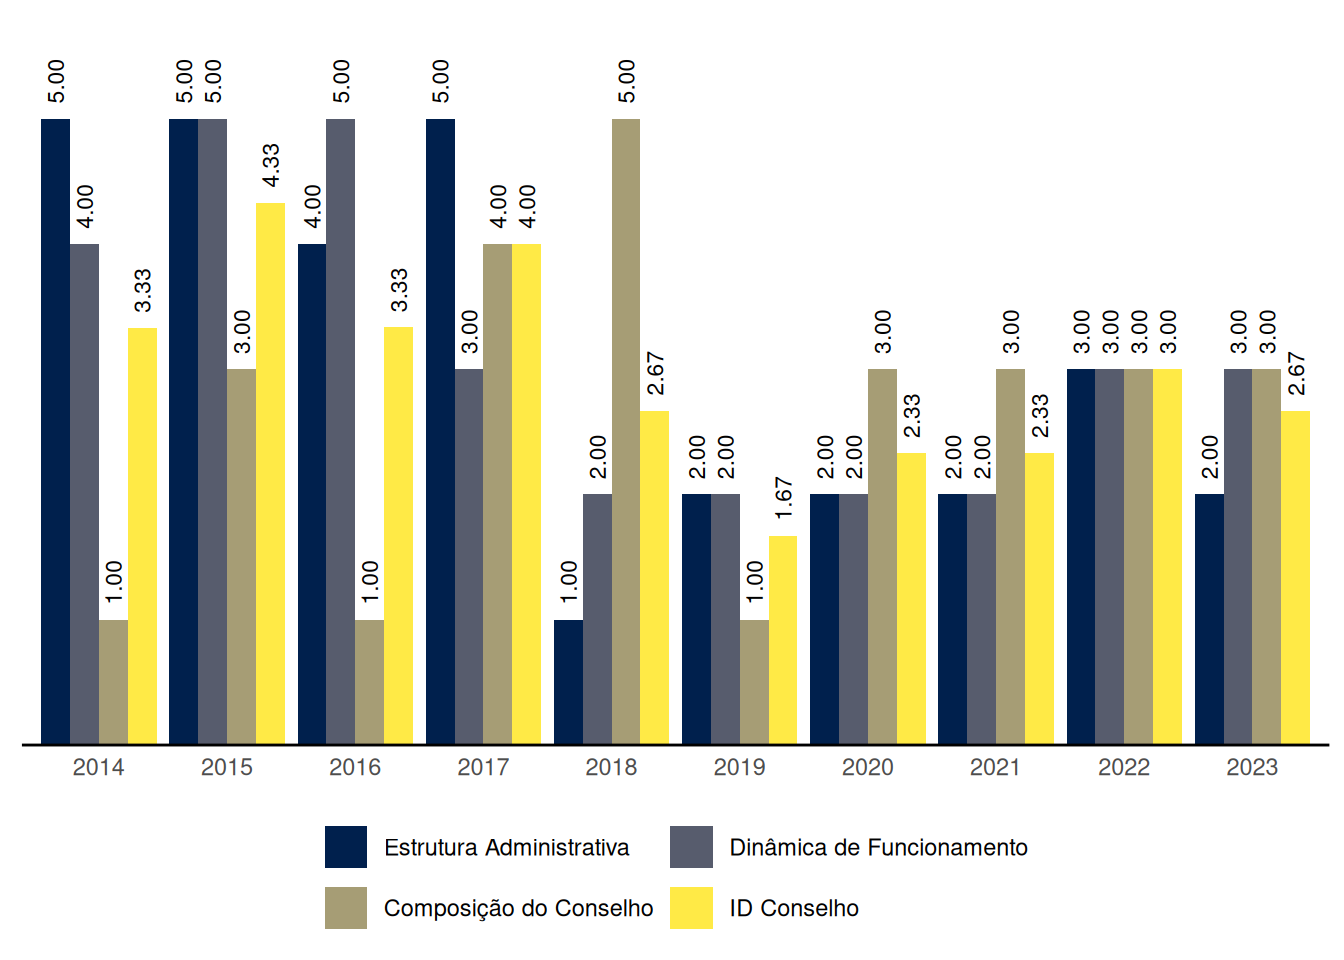 5.00 4.00 1.00 3.33
5.00 5.00 3.00 4.33
4.00 5.00 1.00 3.33
5.00 3.00 4.00 4.00
1.00 2.00 5.00 2.67
2.00 2.00 1.00 1.67
2.00 2.00 3.00 2.33
2.00 2.00 3.00 2.33
3.00 3.00 3.00 3.00
2.00 3.00 3.00 2.67
2014 2015 2016 2017 2018 2019 2020 2021 2022 2023
Estrutura Administrativa Dinâmica de Funcionamento
Composição do Conselho ID Conselho